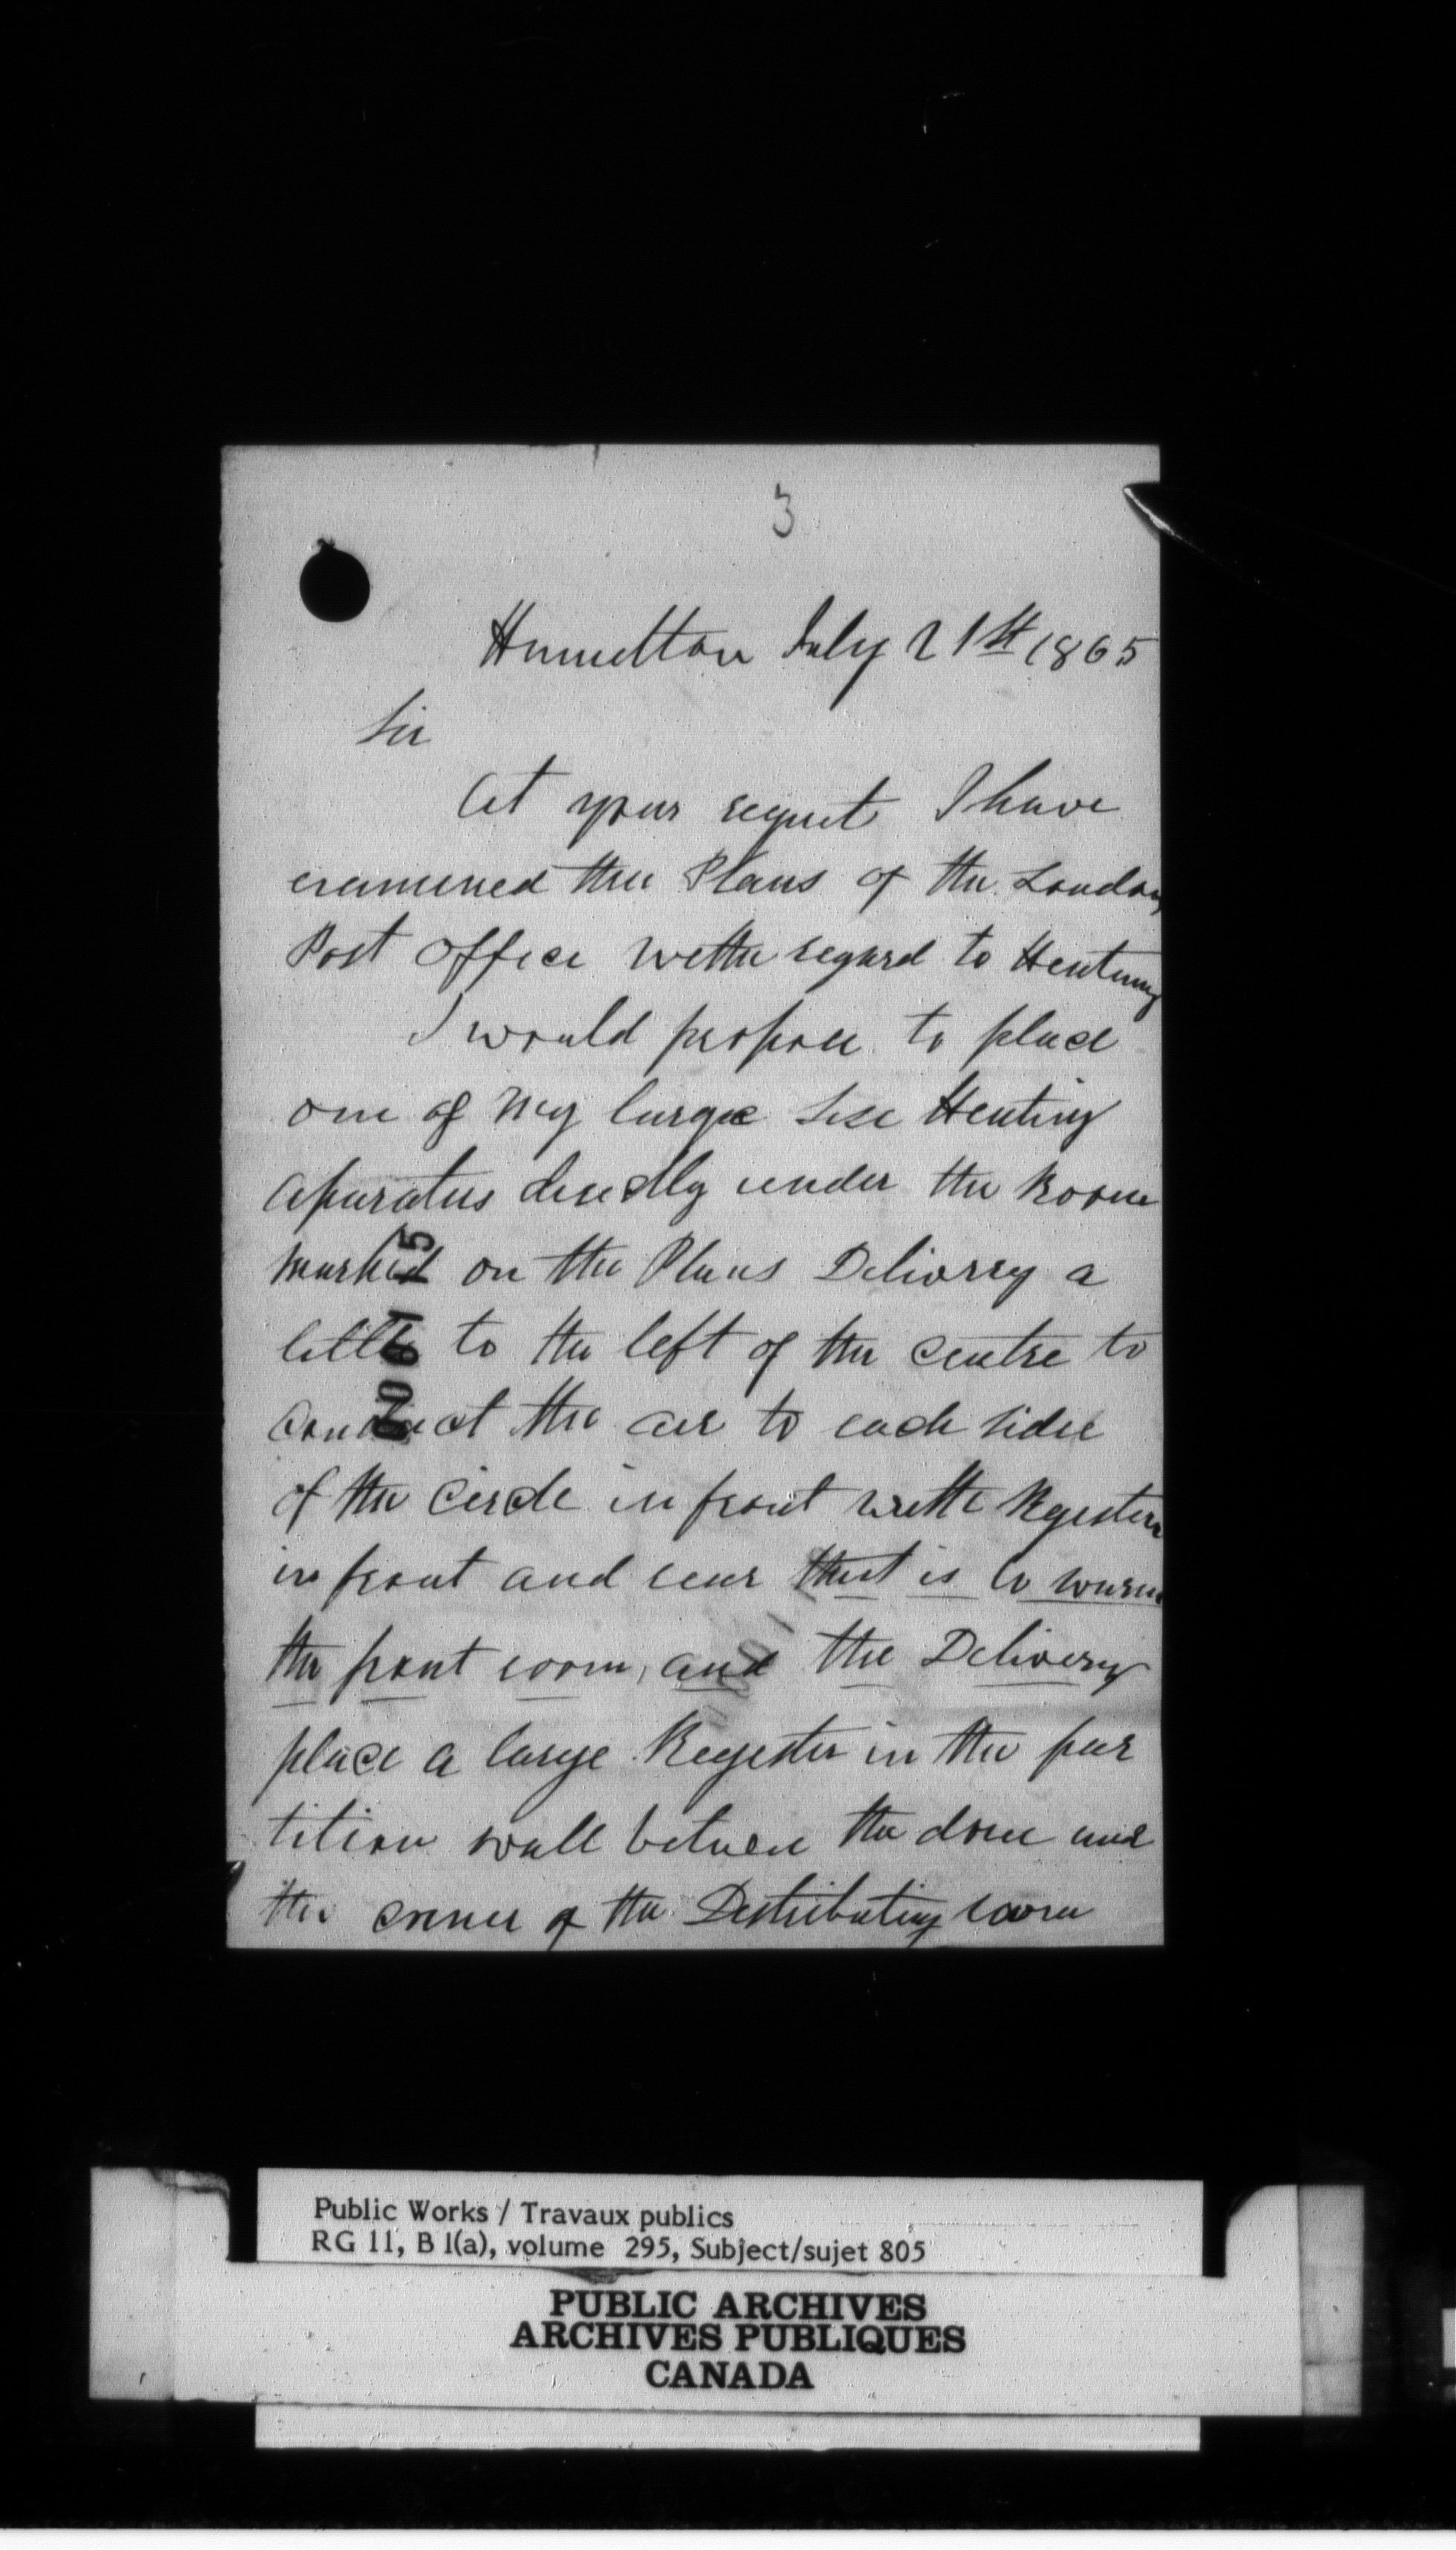 3
Hamilton July 21st 1865
Sir
At your request I have
examined the Plans of the London
Post Office with regard to Heating
I would propose to place
one of my large Size Heating
Aparatus directly under the Room
marked on the Plans Delivery a
little to the left of the centre to
conduct the air to each side
of the Circle in front with Registers
in front and rear that is to warm
the front room, and the Delivery
place a large Register in the par
tition wall between the door and
the corner of the Distributing room
Public Works / Travaux publics
RG 11, B 1(a), volume 295, Subject/sujet 805
PUBLIC ARCHIVES
ARCHIVES PUBLIQUES
CANADA